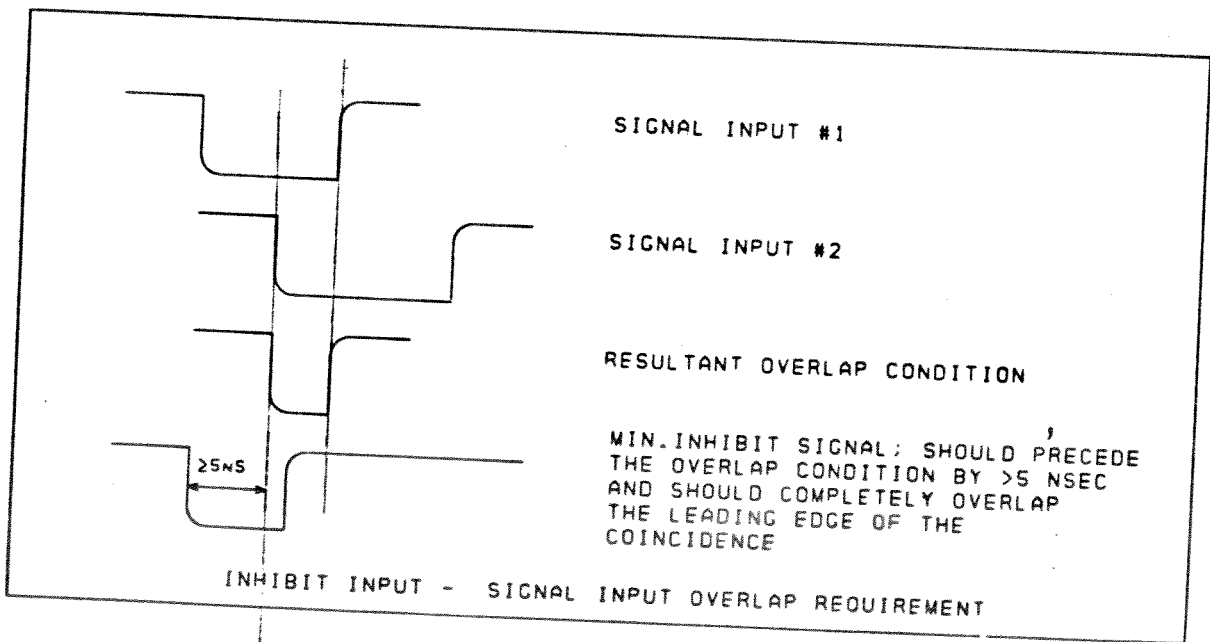 SIGNAL INPUT #1
SIGNAL INPUT #2
RESULTANT OVERLAP CONDITION
≥5NS
MIN.INHIBIT SIGNAL; SHOULD PRECEDE
THE OVERLAP CONDITION BY >5 NSEC
AND SHOULD COMPLETELY OVERLAP
THE LEADING EDGE OF THE
COINCIDENCE
INHIBIT INPUT - SIGNAL INPUT OVERLAP REQUIREMENT